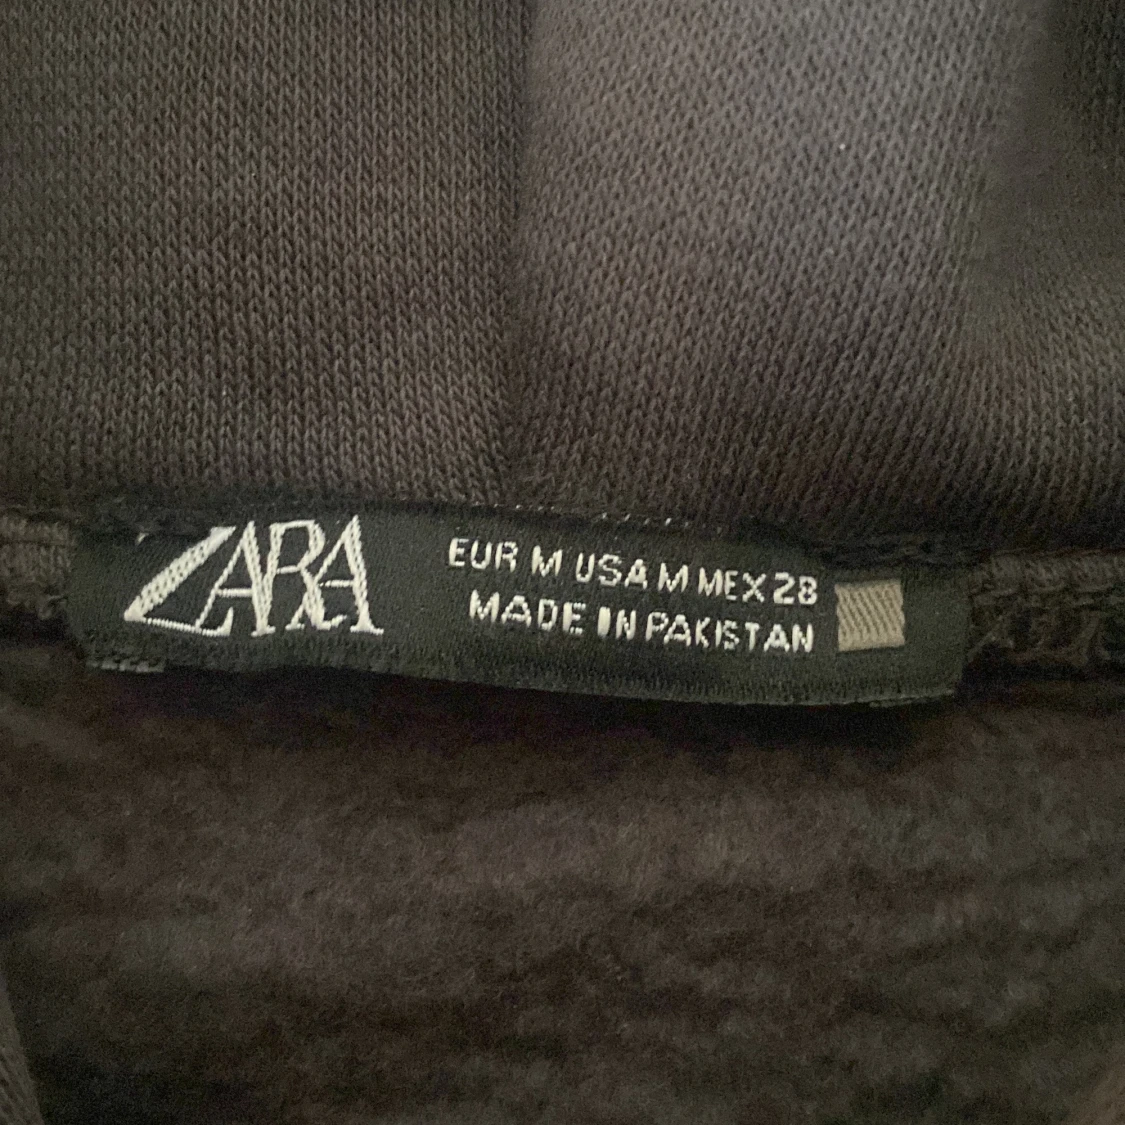 ZARA
EUR M USA M MEX 28
MADE IN PAKISTAN